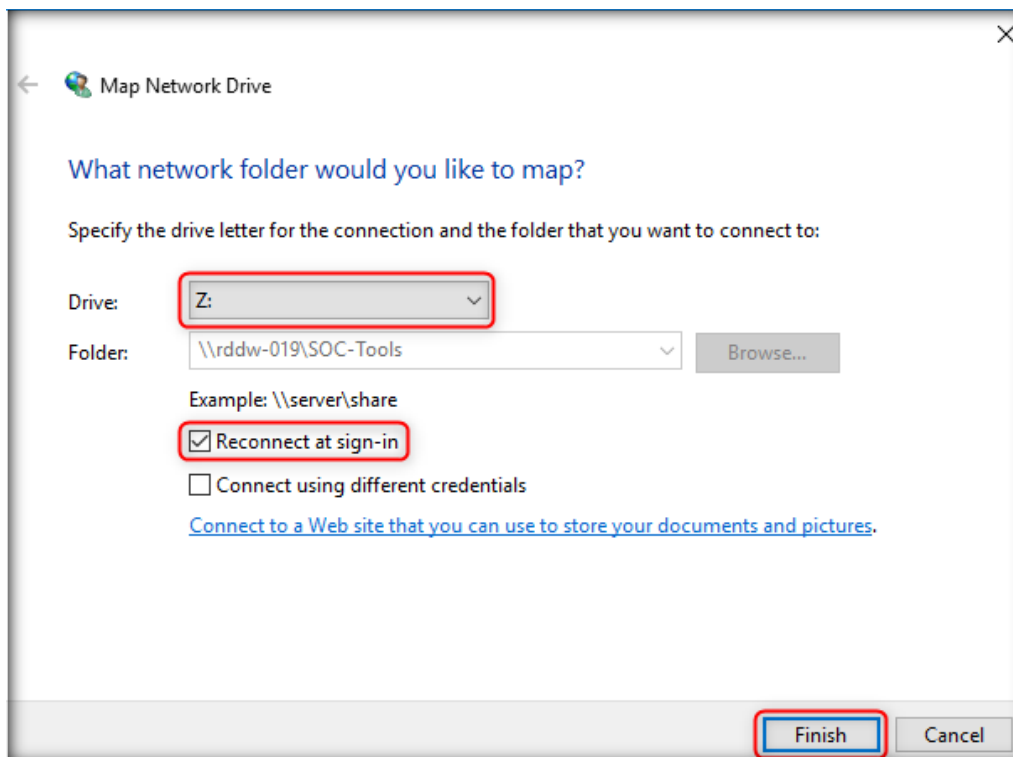 Map Network Drive
What network folder would you like to map?
Specify the drive letter for the connection and the folder that you want to connect to:
Drive: Z:
Folder: \\rddw-019\SOC-Tools Browse...
Example: \\server\share
Reconnect at sign-in
Connect using different credentials
Connect to a Web site that you can use to store your documents and pictures.
Finish Cancel